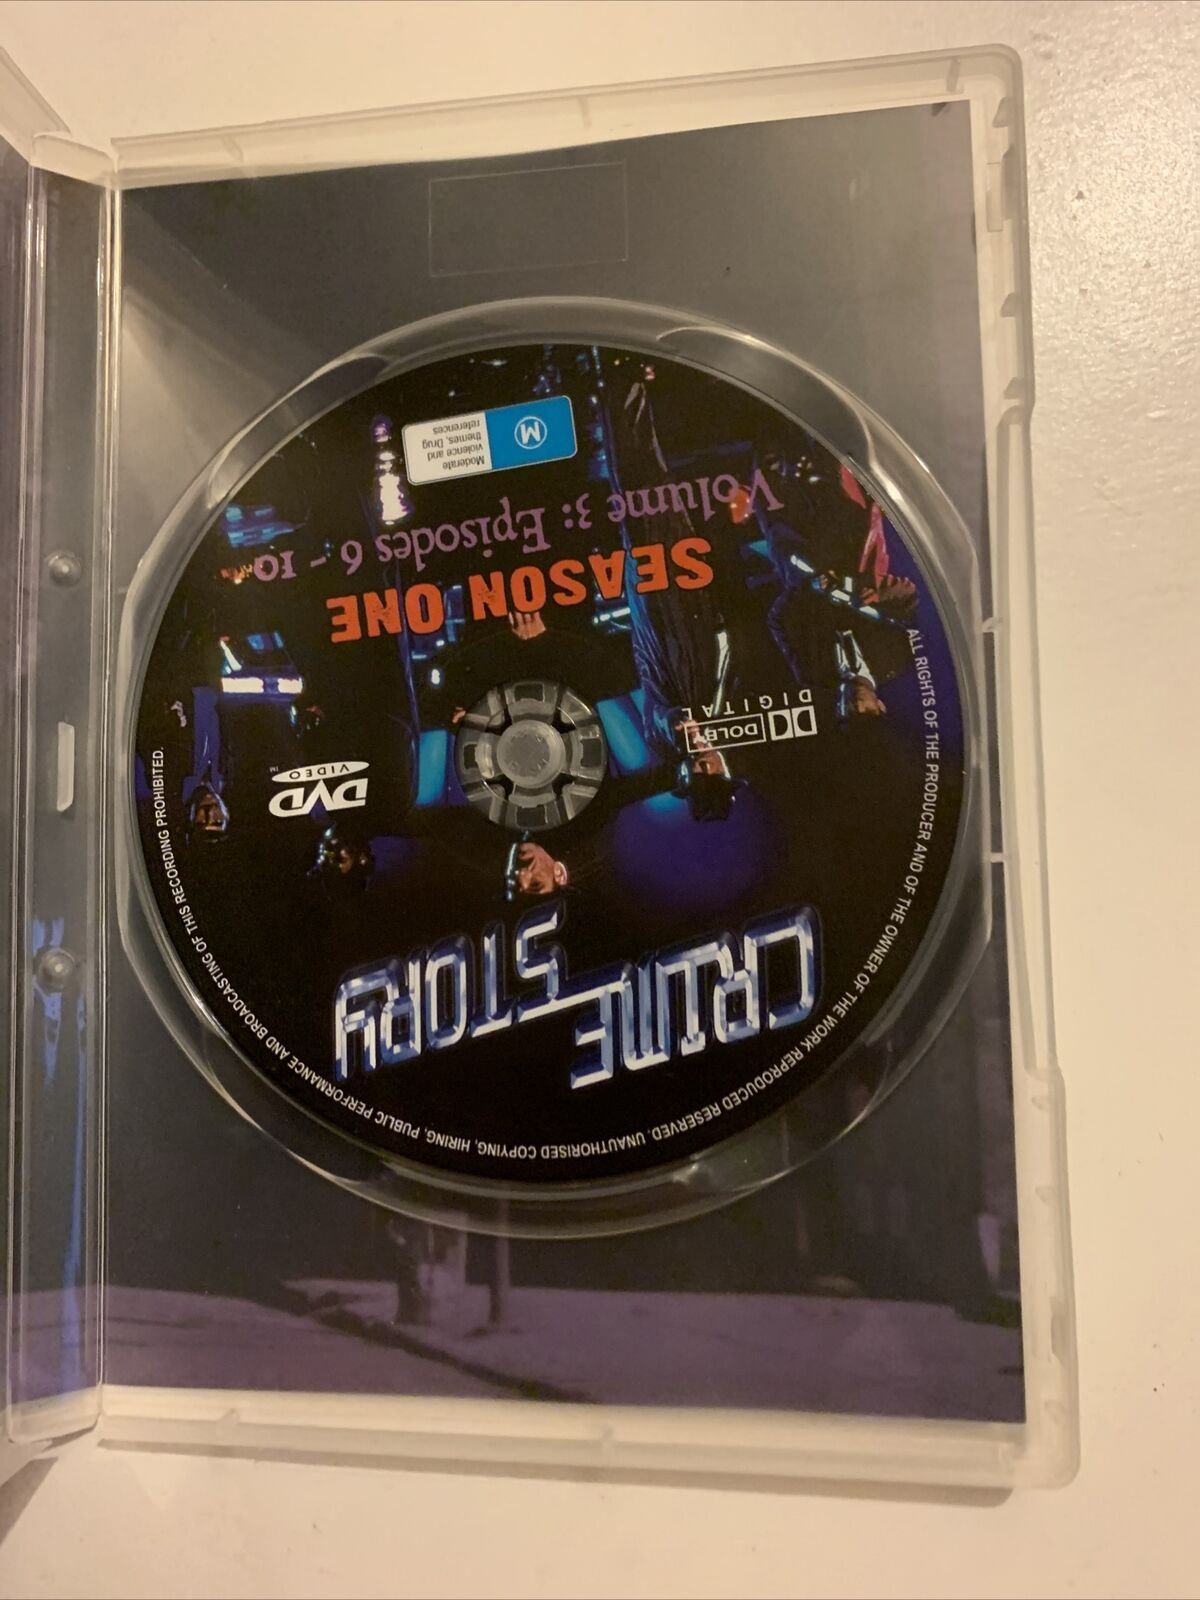 CRIME
STORY
DVD
VIDEO
TM
DOLBY
DIGITAL
SEASON ONE
Volume 3: Episodes 6 - 10
M
Moderate
violence and
themes, Drug
references
ALL RIGHTS OF THE PRODUCER AND OF THE OWNER OF THE WORK REPRODUCED RESERVED. UNAUTHORISED COPYING, HIRING, PUBLIC PERFORMANCE AND BROADCASTING OF THIS RECORDING PROHIBITED.